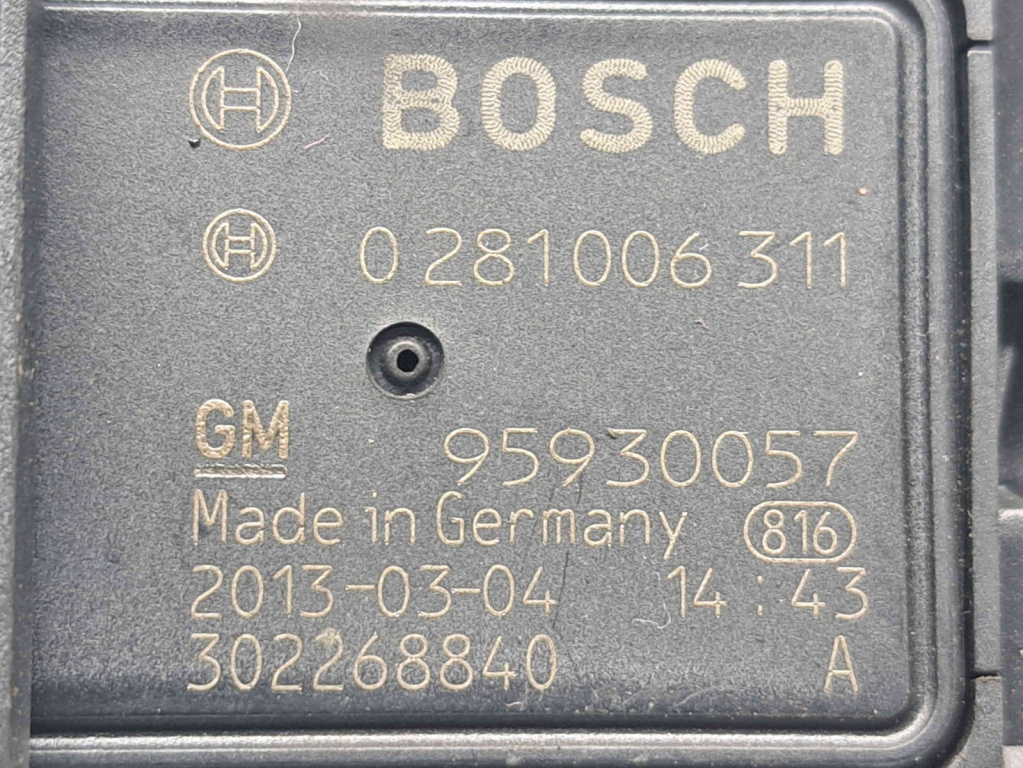 BOSCH
0 281 006 311
GM
95930057
Made in Germany 816
2013-03-04 14:43
302268840 A